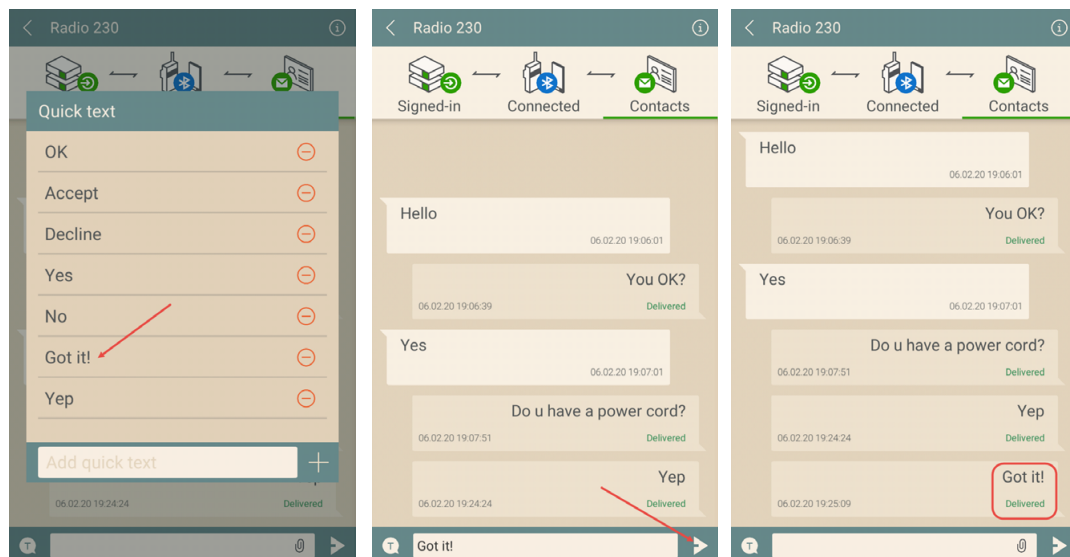 Radio 230
Quick text
OK
Accept
Decline
Yes
No
Got it!
Yep
Add quick text
06.02.20 19:24:24 Delivered
T
Radio 230
Signed-in Connected Contacts
Hello
06.02.20 19:06:01
You OK?
06.02.20 19:06:39 Delivered
Yes
06.02.20 19:07:01
Do u have a power cord?
06.02.20 19:07:51 Delivered
Yep
06.02.20 19:24:24 Delivered
T Got it!
Radio 230
Signed-in Connected Contacts
Hello
06.02.20 19:06:01
You OK?
06.02.20 19:06:39 Delivered
Yes
06.02.20 19:07:01
Do u have a power cord?
06.02.20 19:07:51 Delivered
Yep
06.02.20 19:24:24 Delivered
Got it!
06.02.20 19:25:09 Delivered
T